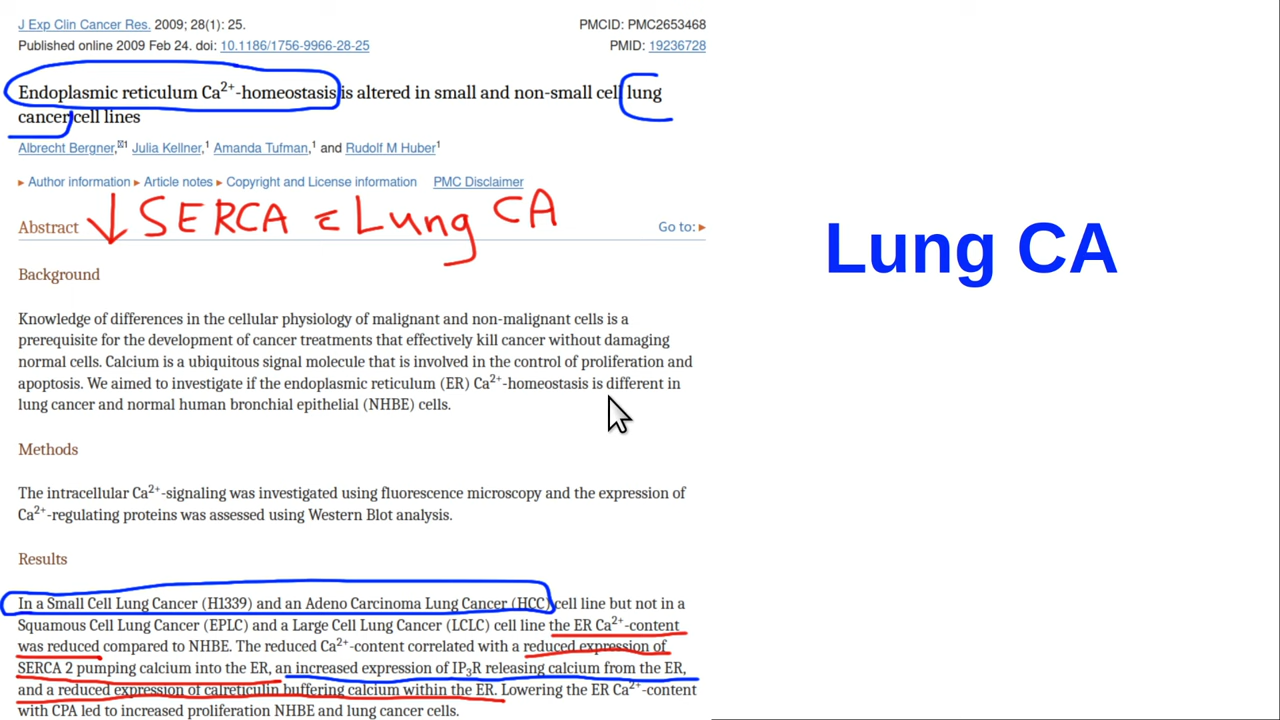 J Exp Clin Cancer Res. 2009; 28(1): 25.
PMCID: PMC2653468
Published online 2009 Feb 24. doi: 10.1186/1756-9966-28-25
PMID: 19236728
Endoplasmic reticulum Ca2+-homeostasis is altered in small and non-small cell lung
cancer cell lines
Albrecht Bergner,✉1 Julia Kellner,1 Amanda Tufman,1 and Rudolf M Huber1
▸ Author information ▸ Article notes ▸ Copyright and License information PMC Disclaimer
↓ SERCA c Lung CA
Abstract
Go to: ▸
Lung CA
Background
Knowledge of differences in the cellular physiology of malignant and non-malignant cells is a
prerequisite for the development of cancer treatments that effectively kill cancer without damaging
normal cells. Calcium is a ubiquitous signal molecule that is involved in the control of proliferation and
apoptosis. We aimed to investigate if the endoplasmic reticulum (ER) Ca2+-homeostasis is different in
lung cancer and normal human bronchial epithelial (NHBE) cells.
Methods
The intracellular Ca2+-signaling was investigated using fluorescence microscopy and the expression of
Ca2+-regulating proteins was assessed using Western Blot analysis.
Results
In a Small Cell Lung Cancer (H1339) and an Adeno Carcinoma Lung Cancer (HCC) cell line but not in a
Squamous Cell Lung Cancer (EPLC) and a Large Cell Lung Cancer (LCLC) cell line the ER Ca2+-content
was reduced compared to NHBE. The reduced Ca2+-content correlated with a reduced expression of
SERCA 2 pumping calcium into the ER, an increased expression of IP3R releasing calcium from the ER,
and a reduced expression of calreticulin buffering calcium within the ER. Lowering the ER Ca2+-content
with CPA led to increased proliferation NHBE and lung cancer cells.